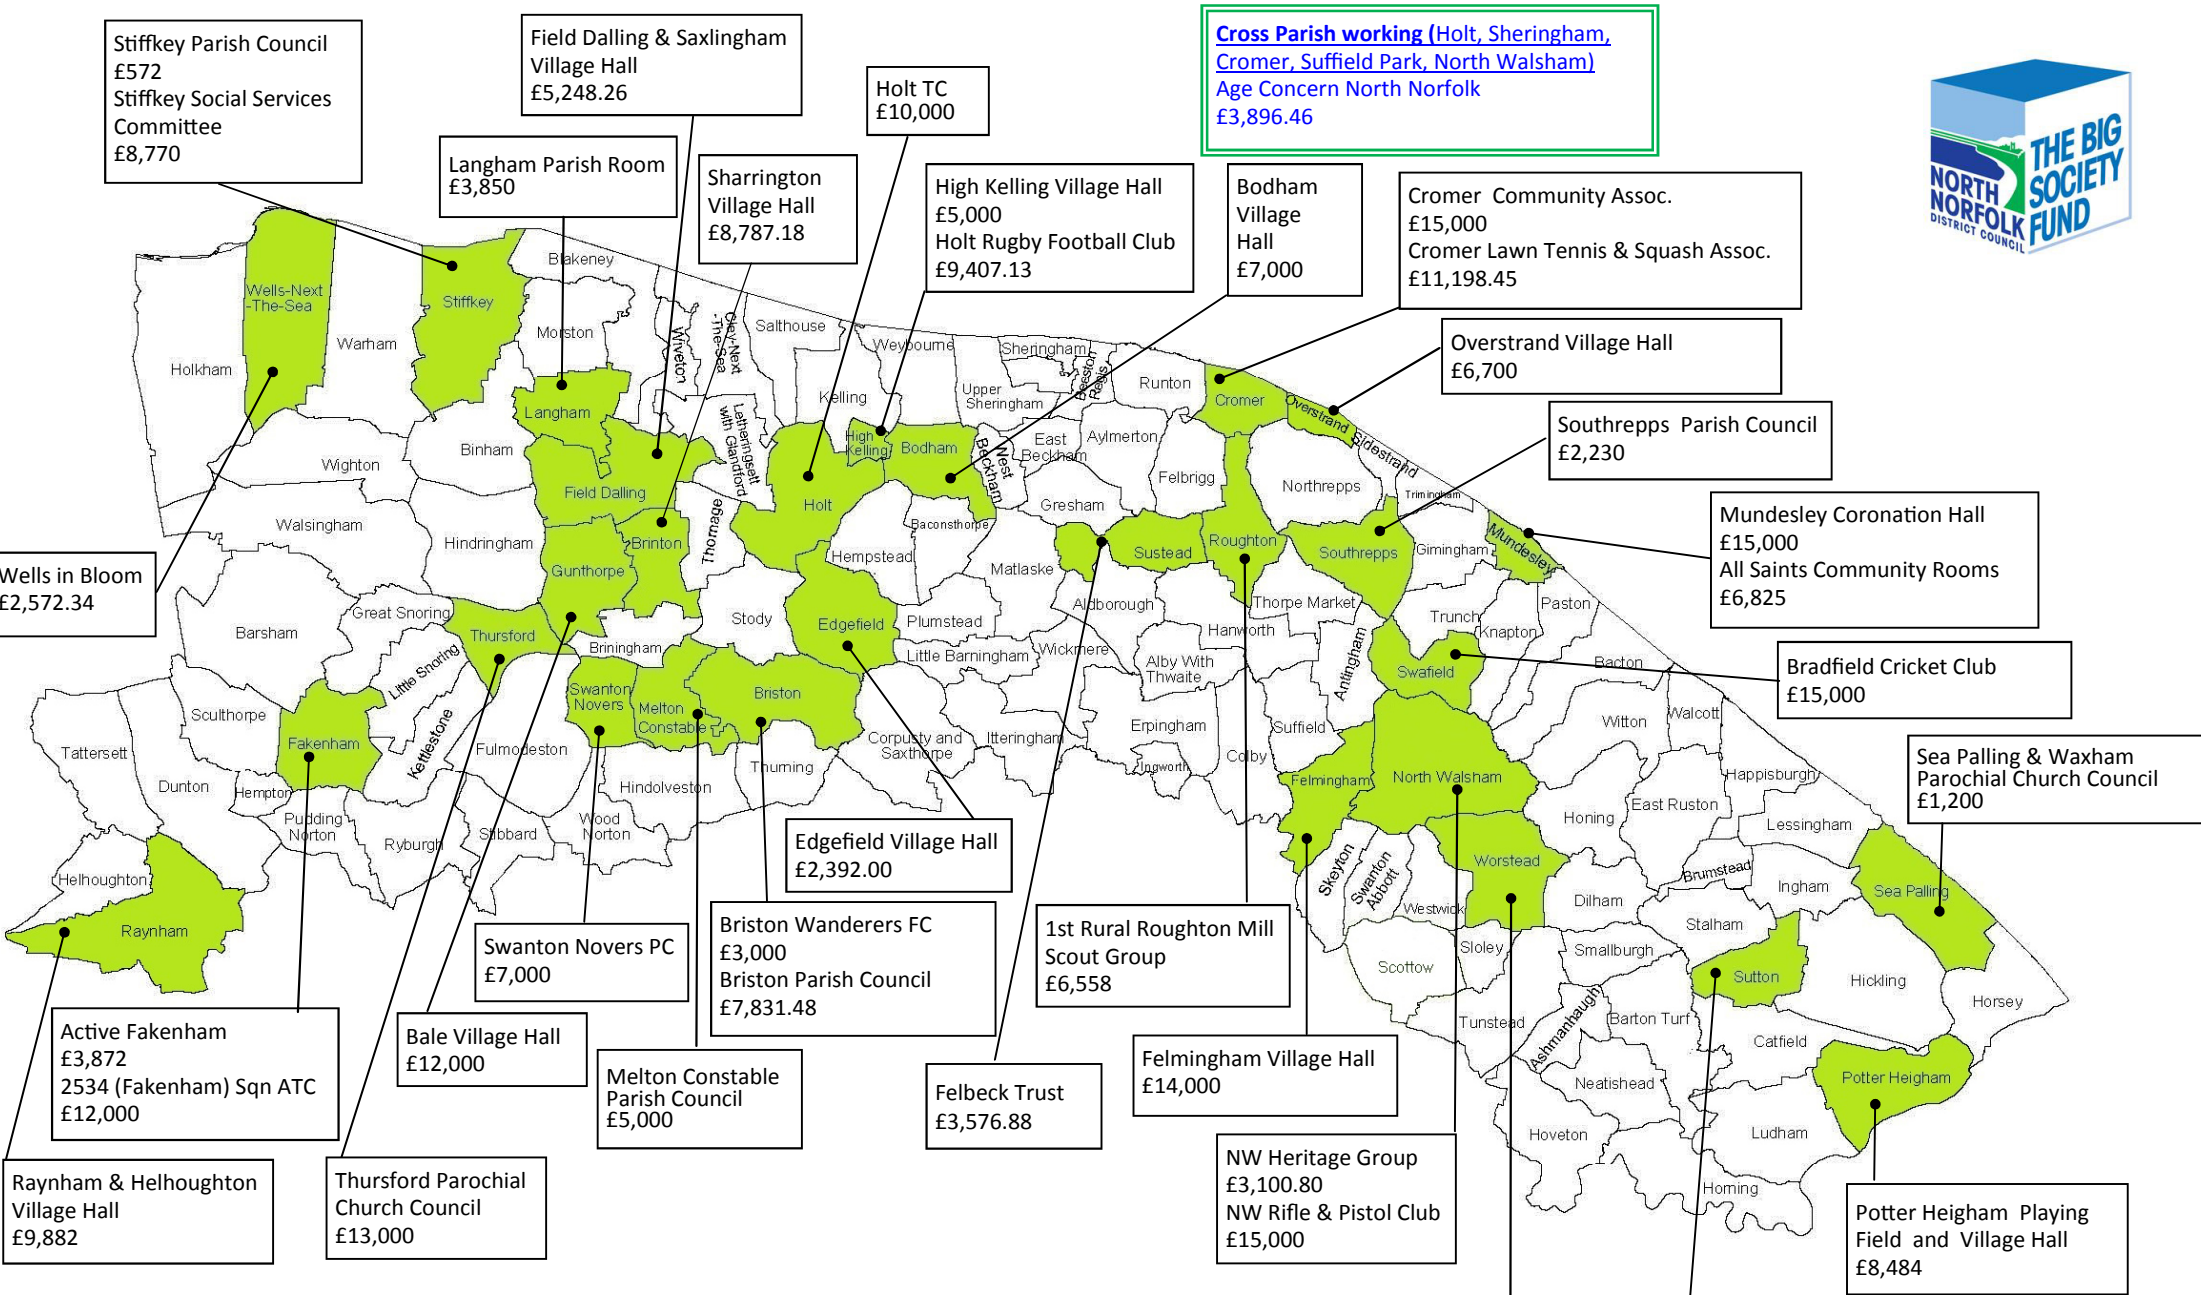 Stiffkey Parish Council
£572
Stiffkey Social Services
Committee
£8,770
Field Dalling & Saxlingham
Village Hall
£5,248.26
Langham Parish Room
£3,850
Sharrington
Village Hall
£8,787.18
Holt TC
£10,000
High Kelling Village Hall
£5,000
Holt Rugby Football Club
£9,407.13
Cross Parish working (Holt, Sheringham,
Cromer, Suffield Park, North Walsham)
Age Concern North Norfolk
£3,896.46
Bodham
Village
Hall
£7,000
Cromer Community Assoc.
£15,000
Cromer Lawn Tennis & Squash Assoc.
£11,198.45
NORTH
NORFOLK
DISTRICT COUNCIL
THE BIG
SOCIETY
FUND
Overstrand Village Hall
£6,700
Southrepps Parish Council
£2,230
Mundesley Coronation Hall
£15,000
All Saints Community Rooms
£6,825
Bradfield Cricket Club
£15,000
Sea Palling & Waxham
Parochial Church Council
£1,200
Wells in Bloom
£2,572.34
Blakeney
Wells-Next
-The-Sea
Stiffkey
Morston
Warham
Holkham
Wiveton
Cley-Next
-The-Sea
Salthouse
Weybourne
Sheringham
Beeston
Regis
Runton
Kelling
Upper
Sheringham
Cromer
Overstrand
Sidestrand
Langham
Letheringsett
with Glandford
High
Kelling
Bodham
West
Beckham
East
Beckham
Aylmerton
Felbrigg
Northrepps
Trimingham
Binham
Wighton
Field Dalling
Holt
Gresham
Walsingham
Hindringham
Brinton
Thornage
Baconsthorpe
Hempstead
Matlaske
Sustead
Roughton
Southrepps
Gimingham
Mundesley
Gunthorpe
Great Snoring
Barsham
Thursford
Stody
Edgefield
Plumstead
Aldborough
Thorpe Market
Hanworth
Trunch
Knapton
Paston
Briningham
Little Barningham
Wickmere
Alby With
Thwaite
Antingham
Swafield
Bacton
Little Snoring
Swanton
Novers
Melton
Constable
Briston
Sculthorpe
Fakenham
Kettlestone
Fulmodeston
Corpusty and
Saxthorpe
Itteringham
Erpingham
Suffield
Witton
Walcott
Tattersett
Dunton
Hempton
Hindolveston
Thurning
Ingworth
Colby
Felmingham
North Walsham
Happisburgh
Pudding
Norton
Ryburgh
Stibbard
Wood
Norton
Honing
East Ruston
Lessingham
Helhoughton
Raynham
Skeyton
Swanton
Abbott
Westwick
Worstead
Dilham
Brumstead
Ingham
Sea Palling
Stalham
Scottow
Sloley
Smallburgh
Sutton
Hickling
Horsey
Tunstead
Ashmanhaugh
Barton Turf
Catfield
Neatishead
Potter Heigham
Hoveton
Ludham
Horning
Edgefield Village Hall
£2,392.00
Swanton Novers PC
£7,000
Briston Wanderers FC
£3,000
Briston Parish Council
£7,831.48
1st Rural Roughton Mill
Scout Group
£6,558
Active Fakenham
£3,872
2534 (Fakenham) Sqn ATC
£12,000
Bale Village Hall
£12,000
Melton Constable
Parish Council
£5,000
Felbeck Trust
£3,576.88
Felmingham Village Hall
£14,000
Raynham & Helhoughton
Village Hall
£9,882
Thursford Parochial
Church Council
£13,000
NW Heritage Group
£3,100.80
NW Rifle & Pistol Club
£15,000
Potter Heigham Playing
Field and Village Hall
£8,484